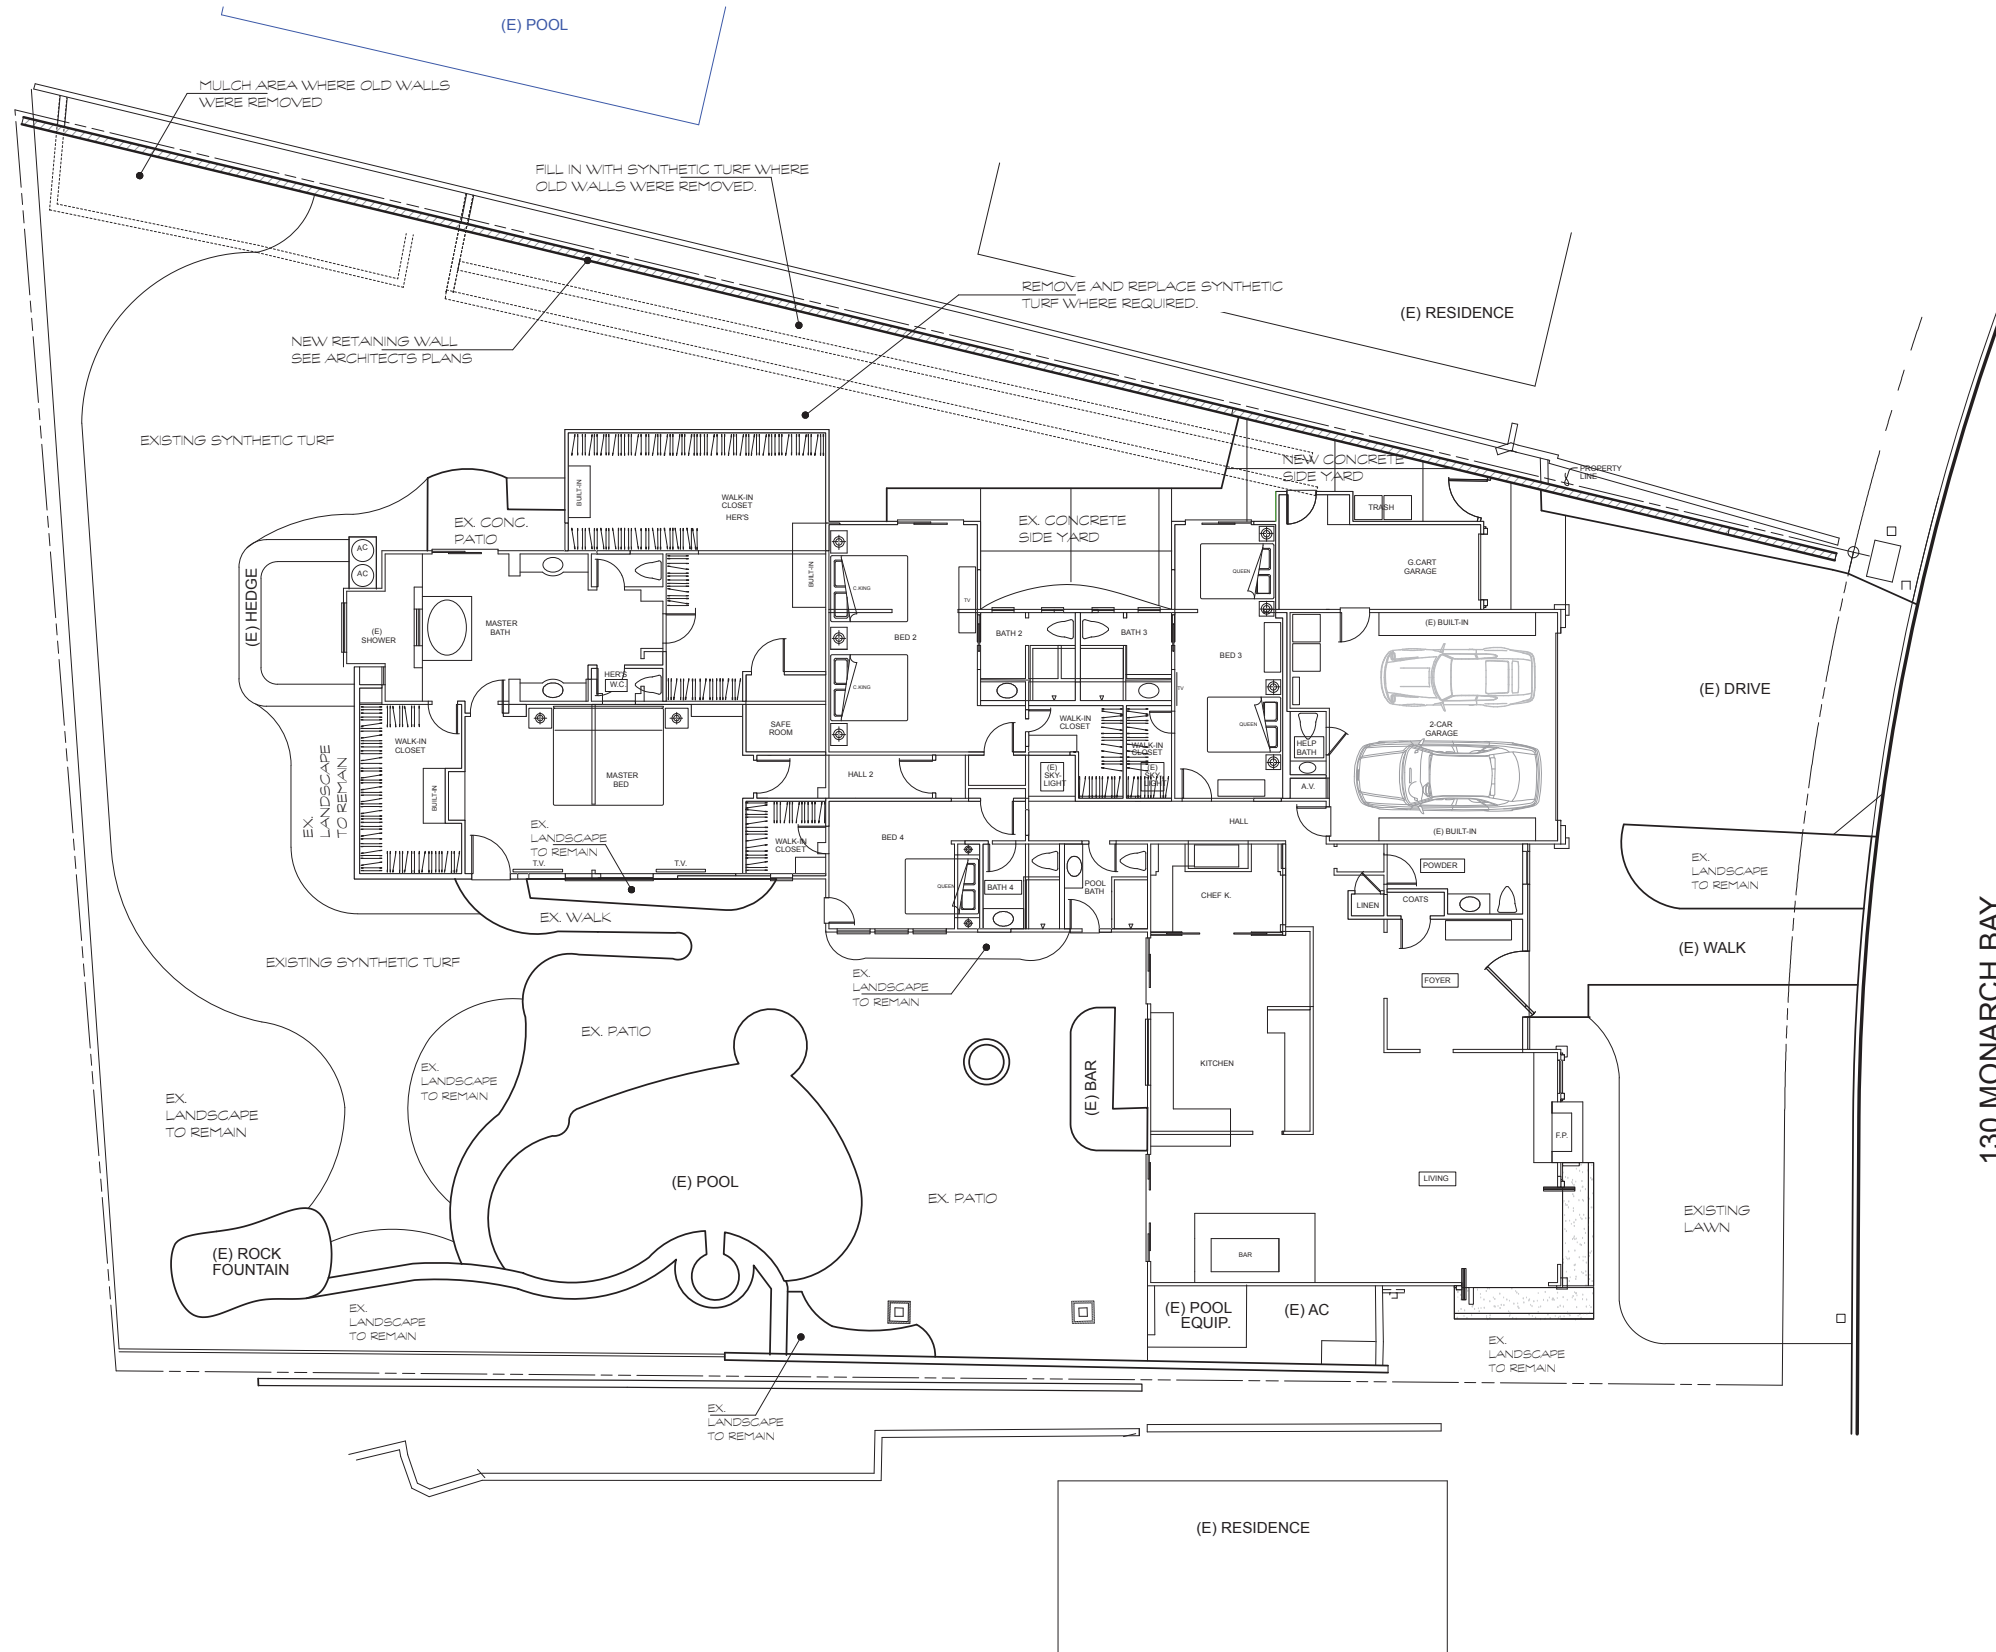 (E) POOL
MULCH AREA WHERE OLD WALLS
WERE REMOVED
FILL IN WITH SYNTHETIC TURF WHERE
OLD WALLS WERE REMOVED.
REMOVE AND REPLACE SYNTHETIC
TURF WHERE REQUIRED.
(E) RESIDENCE
NEW RETAINING WALL
SEE ARCHITECTS PLANS
EXISTING SYNTHETIC TURF
NEW CONCRETE
SIDE YARD
PROPERTY
LINE
TRASH
BUILT-IN
WALK-IN
CLOSET
HER'S
EX. CONC.
PATIO
EX. CONCRETE
SIDE YARD
AC
AC
(E) HEDGE
(E)
SHOWER
MASTER
BATH
BUILT-IN
HER'S
W.C.
C.KING
C.KING
BED 2
TV
BATH 2
BATH 3
QUEEN
QUEEN
BED 3
TV
G.CART
GARAGE
(E) BUILT-IN
2-CAR
GARAGE
(E) BUILT-IN
(E) DRIVE
HELP
BATH
A.V.
EX.
LANDSCAPE
TO REMAIN
WALK-IN
CLOSET
BUILT-IN
MASTER
BED
SAFE
ROOM
HALL 2
WALK-IN
CLOSET
WALK-IN
CLOSET
(E)
SKY-
LIGHT
(E)
SKY-
LIGHT
HALL
EX.
LANDSCAPE
TO REMAIN
T.V.
T.V.
WALK-IN
CLOSET
BED 4
QUEEN
BATH 4
POOL
BATH
CHEF K.
LINEN
COATS
POWDER
EX.
LANDSCAPE
TO REMAIN
EX. WALK
(E) WALK
FOYER
EXISTING SYNTHETIC TURF
EX.
LANDSCAPE
TO REMAIN
EX. PATIO
EX.
LANDSCAPE
TO REMAIN
EX.
LANDSCAPE
TO REMAIN
(E) BAR
KITCHEN
F.P.
130 MONARCH BAY
(E) POOL
EX. PATIO
LIVING
EXISTING
LAWN
(E) ROCK
FOUNTAIN
BAR
EX.
LANDSCAPE
TO REMAIN
(E) POOL
EQUIP.
(E) AC
EX.
LANDSCAPE
TO REMAIN
EX.
LANDSCAPE
TO REMAIN
(E) RESIDENCE